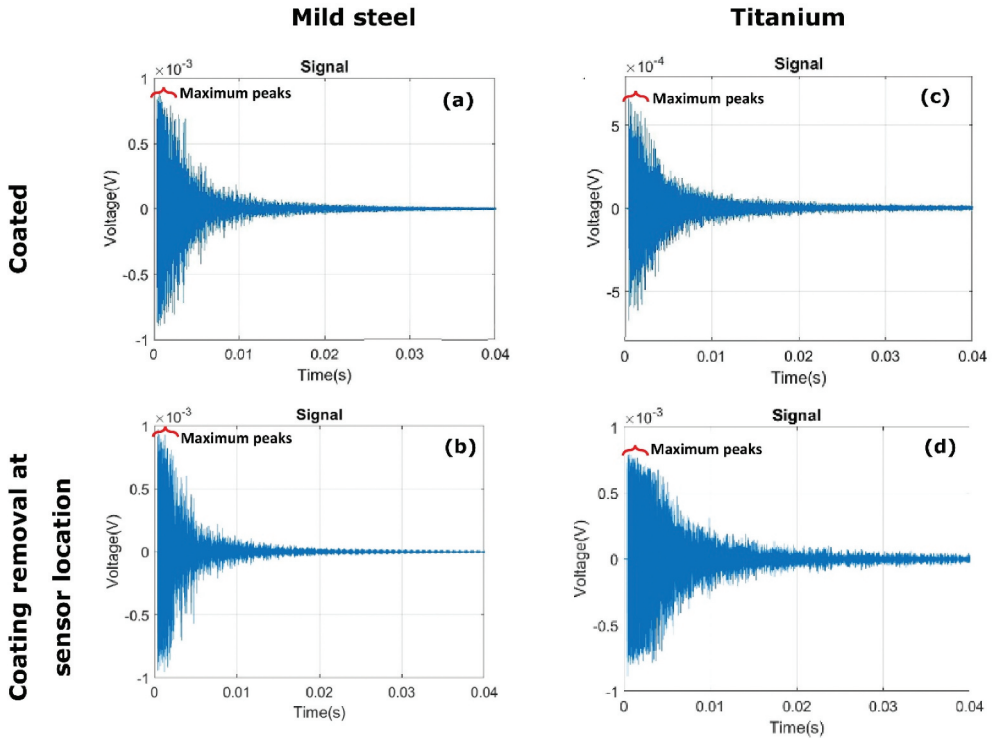 Mild steel
Titanium
Coated
Coating removal at
sensor location
×10⁻³
Signal
Maximum peaks
(a)
1
0.5
0
-0.5
-1
Voltage(V)
0
0.01
0.02
0.03
0.04
Time(s)
×10⁻⁴
Signal
Maximum peaks
(c)
5
0
-5
Voltage(V)
0
0.01
0.02
0.03
0.04
Time(s)
×10⁻³
Signal
Maximum peaks
(b)
1
0.5
0
-0.5
-1
Voltage(V)
0
0.01
0.02
0.03
0.04
Time(s)
×10⁻³
Signal
Maximum peaks
(d)
1
0.5
0
-0.5
-1
Voltage(V)
0
0.01
0.02
0.03
0.04
Time(s)